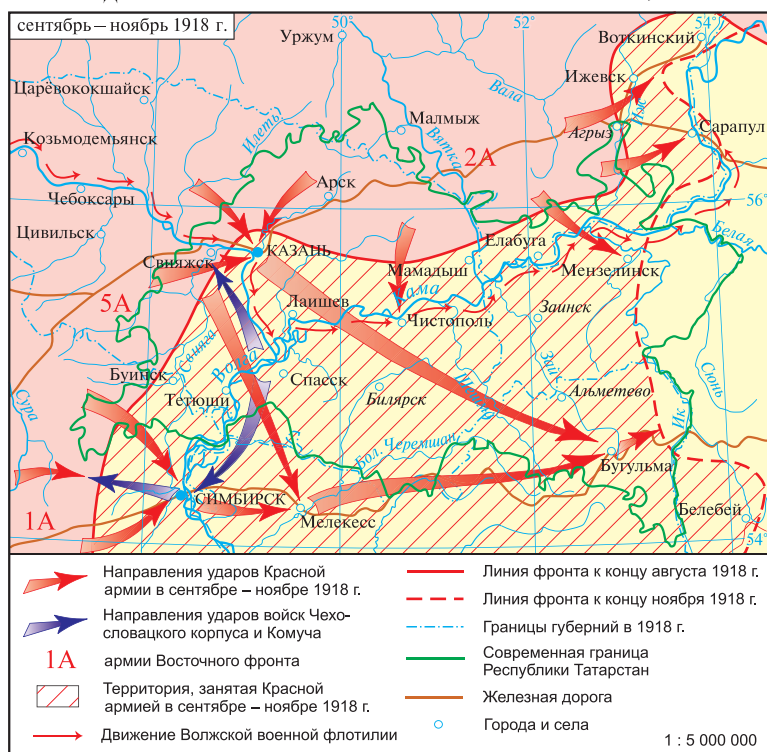 сентябрь – ноябрь 1918 г.
50°
52°
54°
Уржум
Воткинский
Ижевск
Вала
Царёвококшайск
Илеть
Малмыж
Вятка
Агрыз
Иж
Сарапул
Козьмодемьянск
2А
Чебоксары
Арск
56°
Цивильск
Свияжск
КАЗАНЬ
Елабуга
Белая
Мамадыш
Мензелинск
5А
Кама
Лаишев
Чистополь
Заинек
Свияга
Волга
Буинск
Спасск
Зай
Шешма
Сюнь
Тетюши
Билярск
Альметево
Сура
Ик
Бол. Черемшан
Бугульма
СИМБИРСК
1А
Мелекесс
Белебей
54°
Направления ударов Красной
армии в сентябре – ноябре 1918 г.
Направления ударов войск Чехо-
словацкого корпуса и Комуча
1А
армии Восточного фронта
Территория, занятая Красной
армией в сентябре – ноябре 1918 г.
Движение Волжской военной флотилии
Линия фронта к концу августа 1918 г.
Линия фронта к концу ноября 1918 г.
Границы губерний в 1918 г.
Современная граница
Республики Татарстан
Железная дорога
Города и села
1 : 5 000 000